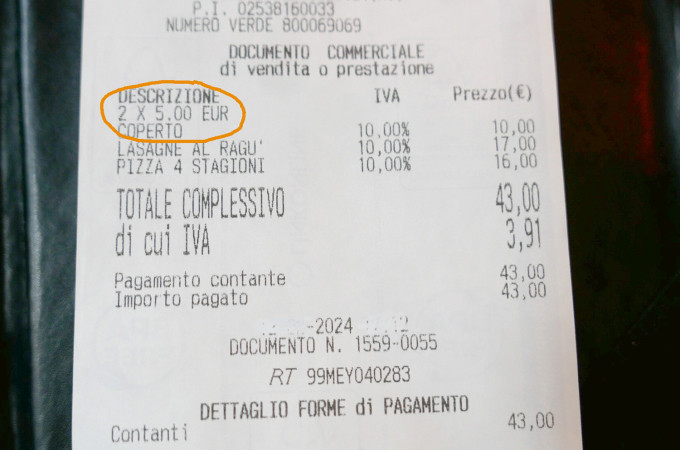 P.I. 02538160033
NUMERO VERDE 800069069
DOCUMENTO COMMERCIALE
di vendita o prestazione
DESCRIZIONE IVA Prezzo(€)
2 X 5.00 EUR
COPERTO 10,00% 10,00
LASAGNE AL RAGU' 10,00% 17,00
PIZZA 4 STAGIONI 10,00% 16,00
TOTALE COMPLESSIVO 43,00
di cui IVA 3,91
Pagamento contante 43,00
Importo pagato 43,00
-2024
DOCUMENTO N. 1559-0055
RT 99MEY040283
DETTAGLIO FORME di PAGAMENTO
Contanti 43,00